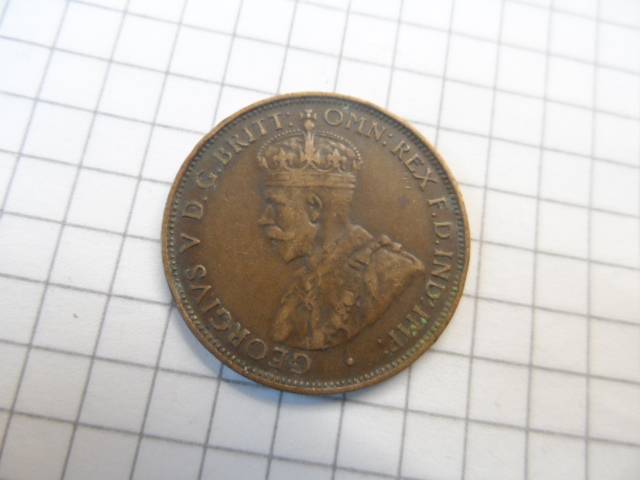 GEORGIVS V D.G. BRITT: OMN: REX F.D. IND: IMP: